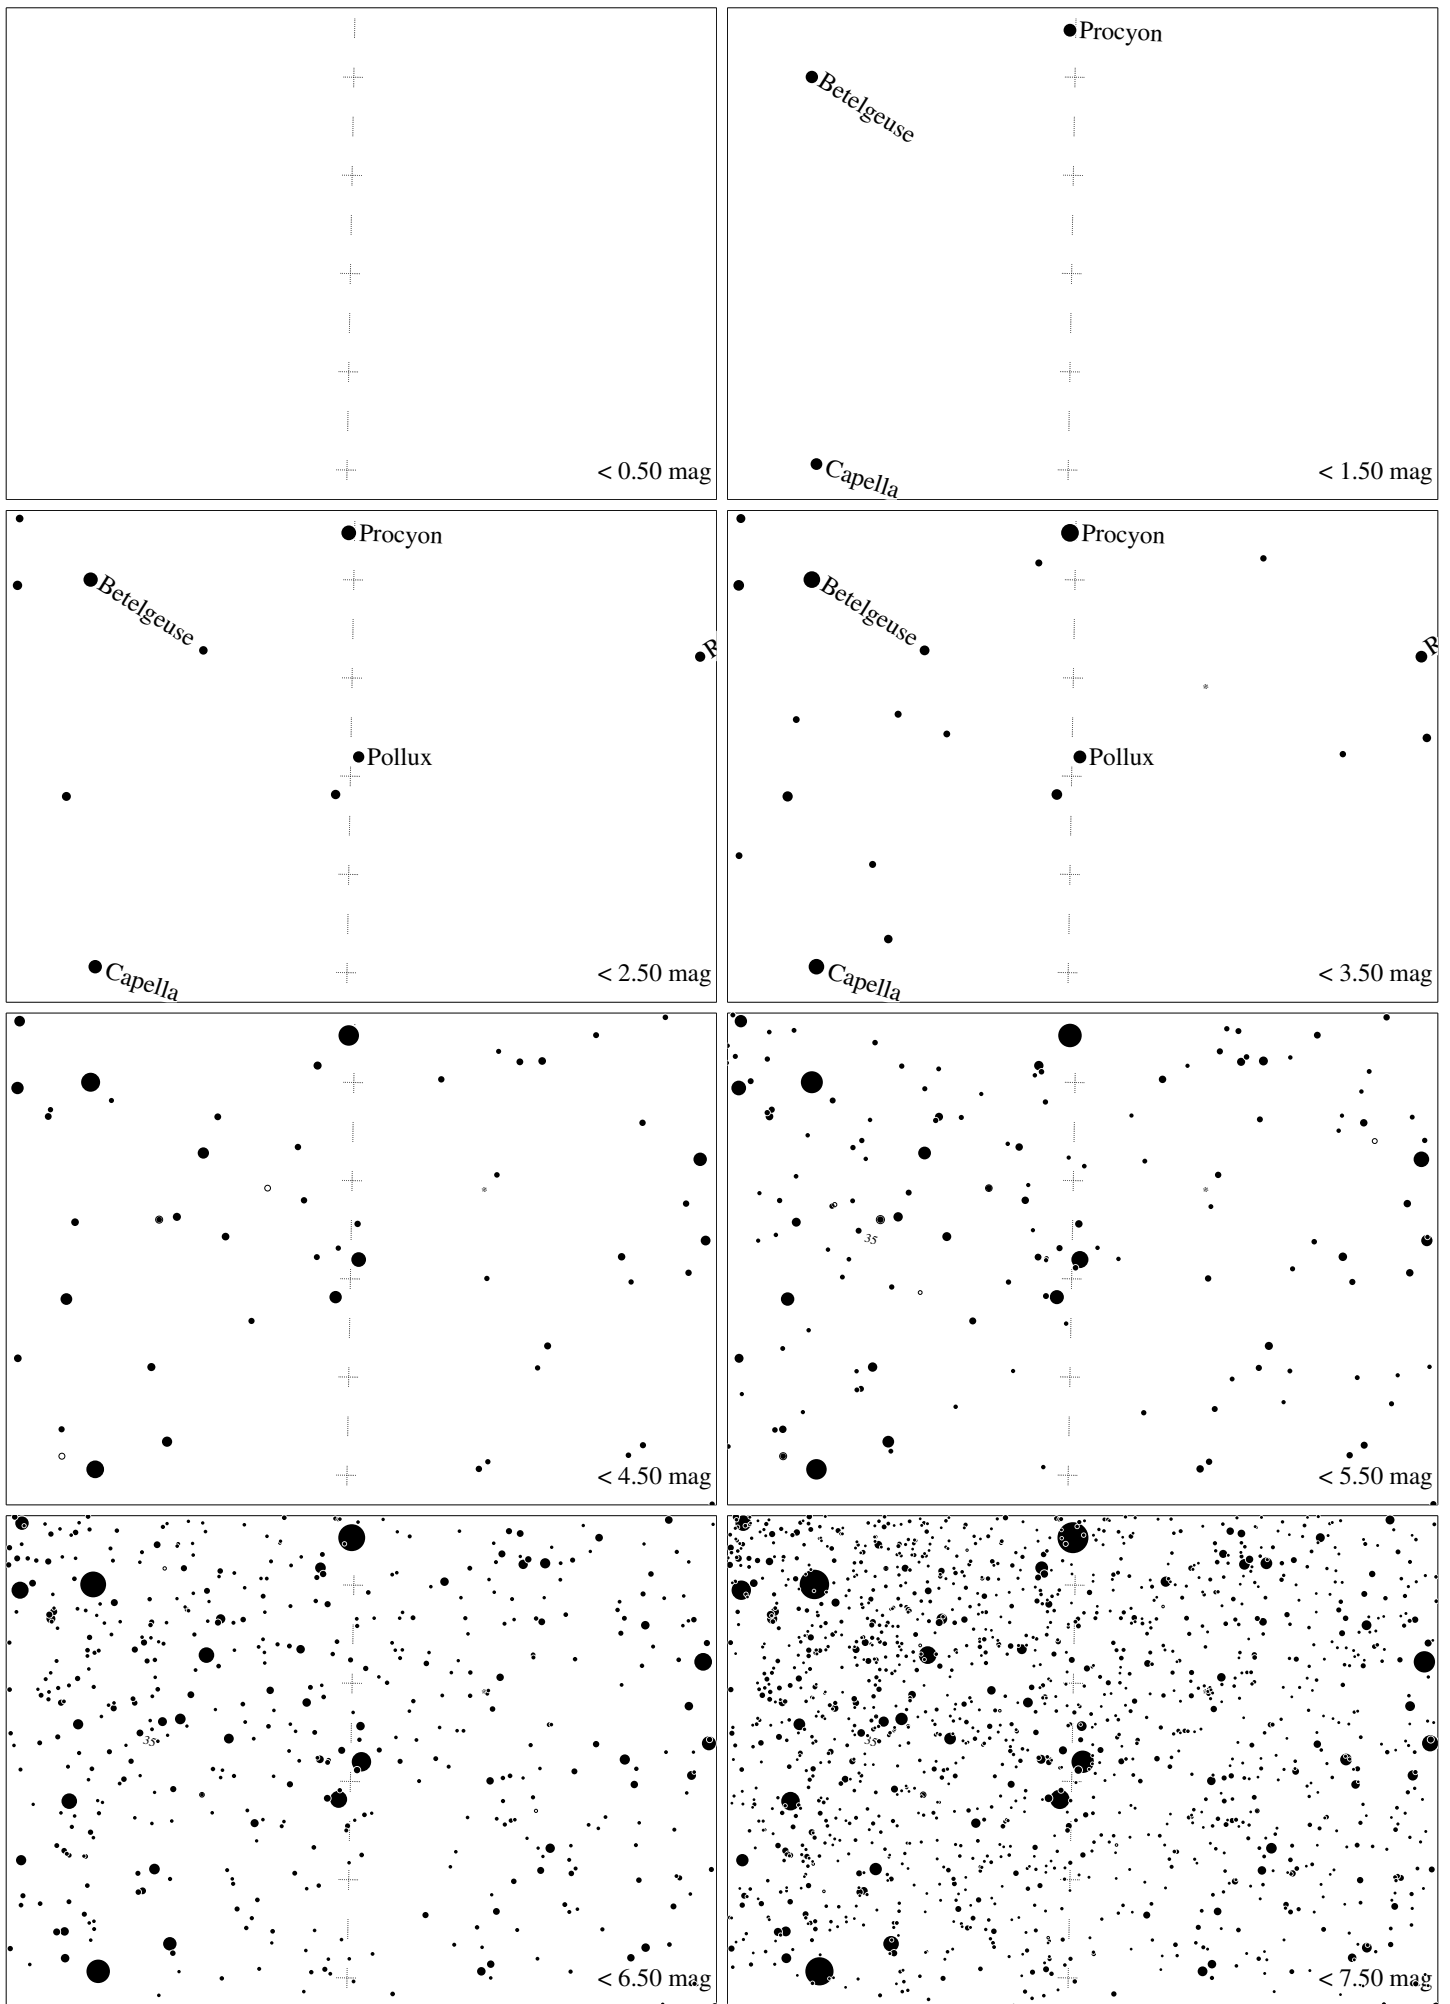 < 0.50 mag
Procyon
Betelgeuse
Capella
< 1.50 mag
Procyon
Betelgeuse
R
Pollux
Capella
< 2.50 mag
Procyon
Betelgeuse
R
Pollux
Capella
< 3.50 mag
< 4.50 mag
35
< 5.50 mag
35
< 6.50 mag
35
< 7.50 mag